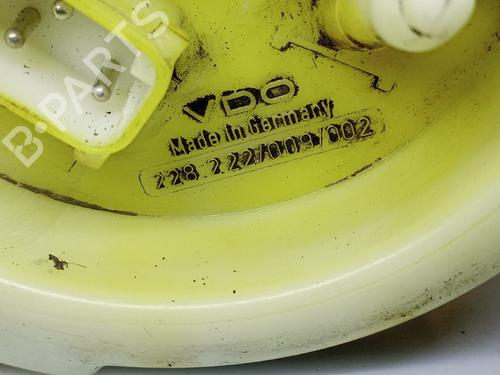 B-PARTS
VDO
Made in Germany
228 222/009/002